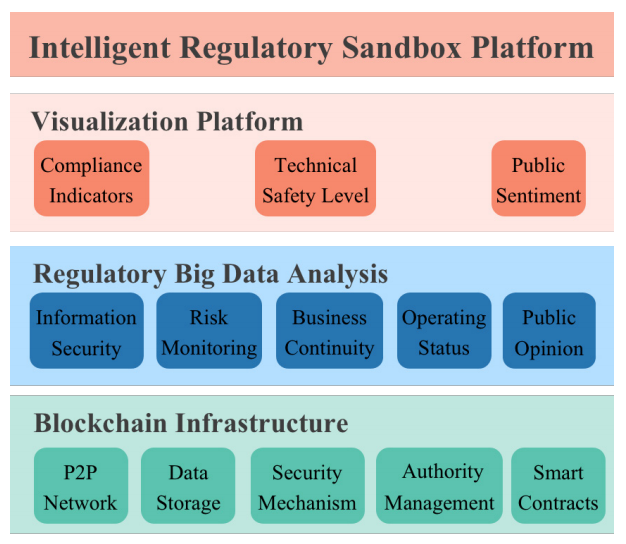 Intelligent Regulatory Sandbox Platform
Visualization Platform
Compliance
Indicators
Technical
Safety Level
Public
Sentiment
Regulatory Big Data Analysis
Information
Security
Risk
Monitoring
Business
Continuity
Operating
Status
Public
Opinion
Blockchain Infrastructure
P2P
Network
Data
Storage
Security
Mechanism
Authority
Management
Smart
Contracts